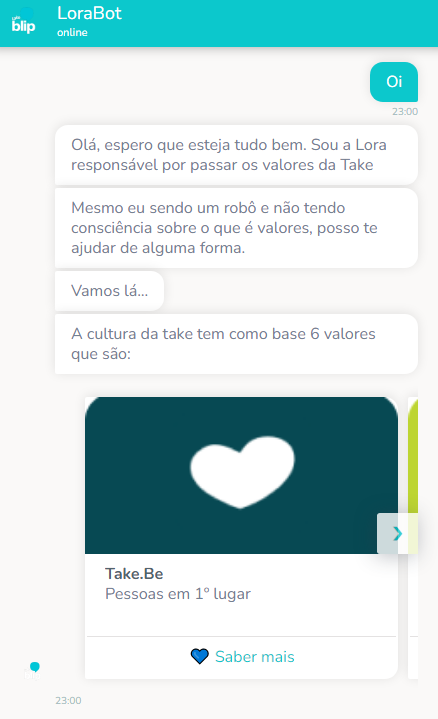 blip
LoraBot
online
Oi
23:00
Olá, espero que esteja tudo bem. Sou a Lora
responsável por passar os valores da Take
Mesmo eu sendo um robô e não tendo
consciência sobre o que é valores, posso te
ajudar de alguma forma.
Vamos lá...
A cultura da take tem como base 6 valores
que são:
Take.Be
Pessoas em 1º lugar
💙 Saber mais
23:00